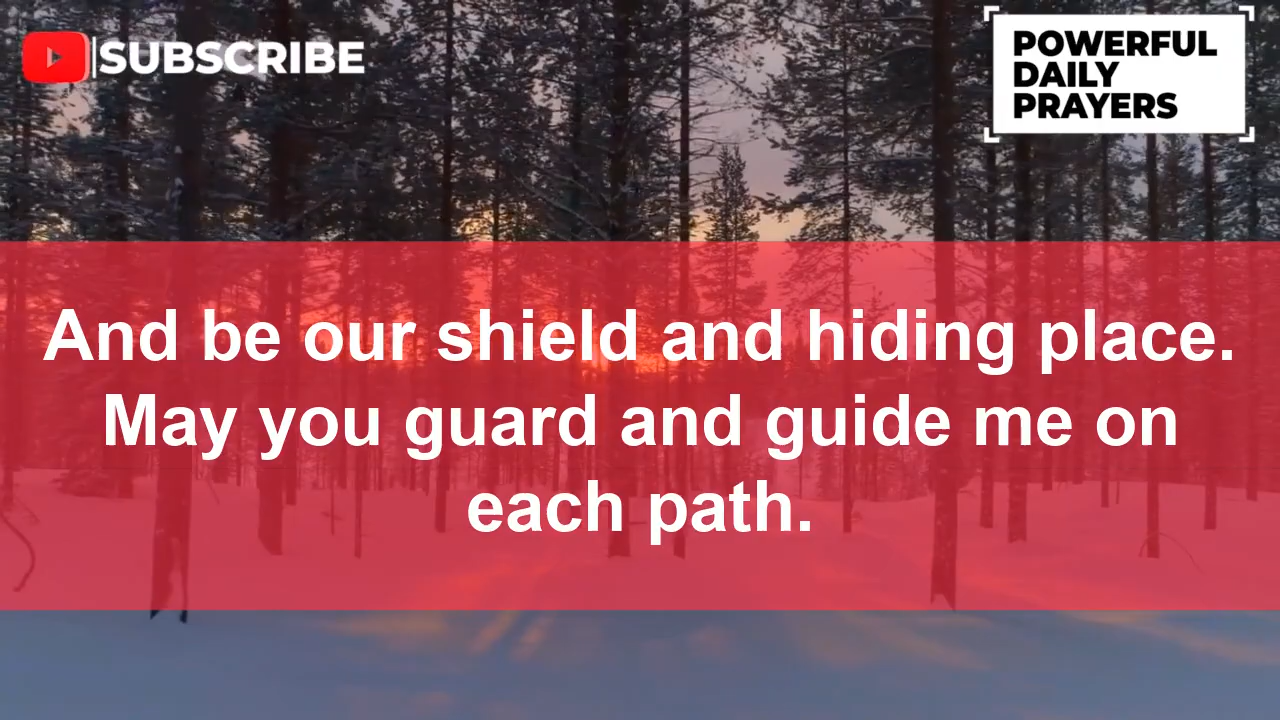 SUBSCRIBE
POWERFUL
DAILY
PRAYERS
And be our shield and hiding place.
May you guard and guide me on
each path.